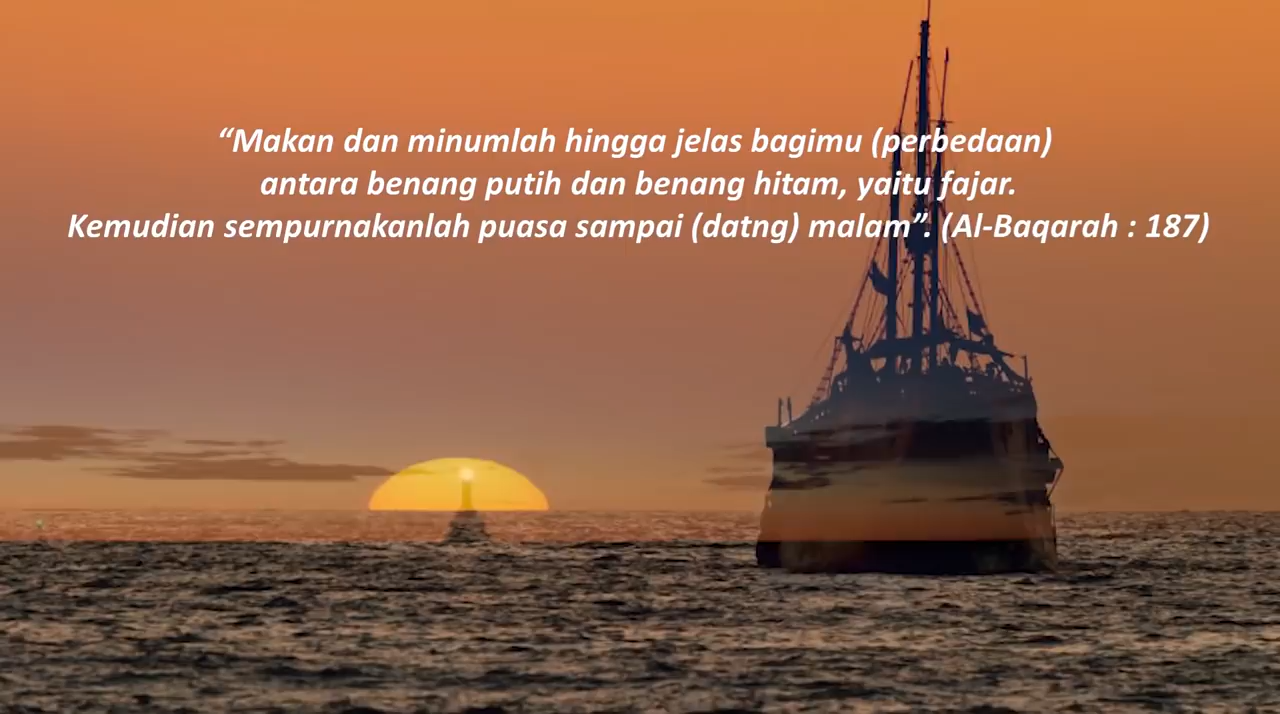 “Makan dan minumlah hingga jelas bagimu (perbedaan)
antara benang putih dan benang hitam, yaitu fajar.
Kemudian sempurnakanlah puasa sampai (datng) malam”. (Al-Baqarah : 187)